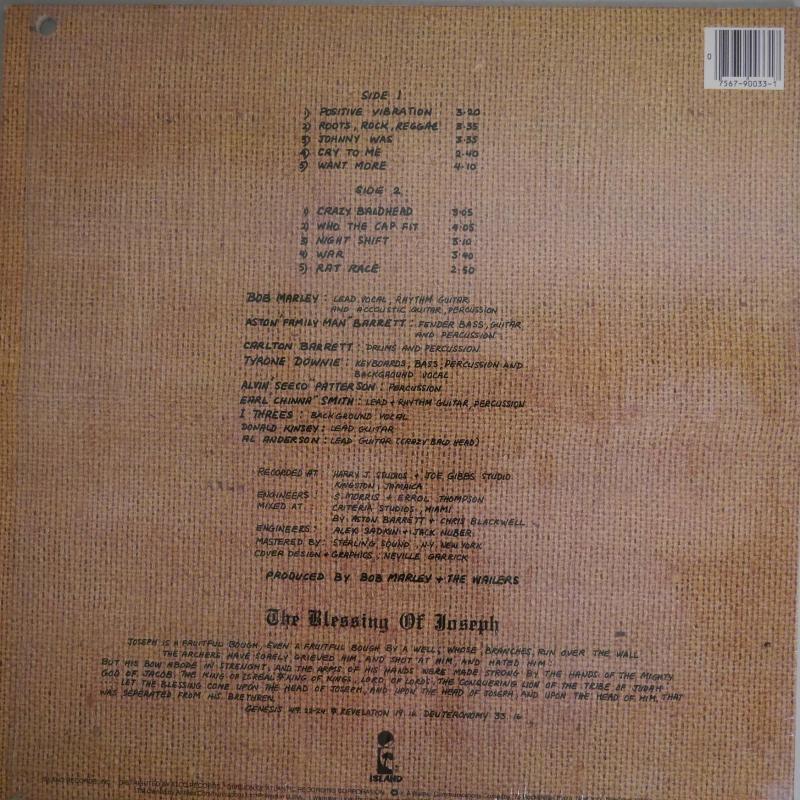 0
7567-90033-1
SIDE 1
1) POSITIVE VIBRATION 3·20
2) ROOTS, ROCK, REGGAE 3·35
3) JOHNNY WAS 3·35
4) CRY TO ME 2·40
5) WANT MORE 4·10
SIDE 2
1) CRAZY BALDHEAD 3·05
2) WHO THE CAP FIT 4·05
3) NIGHT SHIFT 3·10
4) WAR 3·40
5) RAT RACE 2·50
BOB MARLEY : LEAD VOCAL, RHYTHM GUITAR
AND ACCOUSTIC GUITAR, PERCUSSION
ASTON "FAMILY MAN" BARRETT : FENDER BASS, GUITAR
AND PERCUSSION
CARLTON BARRETT : DRUMS AND PERCUSSION
TYRONE DOWNIE : KEYBOARDS, BASS, PERCUSSION AND
BACKGROUND VOCAL
ALVIN "SEECO" PATTERSON : PERCUSSION
EARL "CHINNA" SMITH : LEAD + RHYTHM GUITAR, PERCUSSION
I THREES : BACKGROUND VOCAL
DONALD KINSEY : LEAD GUITAR
AL ANDERSON : LEAD GUITAR (CRAZY BALD HEAD)
RECORDED AT HARRY J. STUDIOS + JOE GIBBS STUDIO
KINGSTON, JAMAICA
ENGINEERS : S. MORRIS + ERROL THOMPSON
MIXED AT CRITERIA STUDIOS, MIAMI
BY: ASTON BARRETT + CHRIS BLACKWELL
ENGINEERS: ALEX SADKIN + JACK NUBER
MASTERED BY: STERLING SOUND, N.Y. NEW YORK
COVER DESIGN + GRAPHICS : NEVILLE GARRICK
PRODUCED BY BOB MARLEY + THE WAILERS
The Blessing Of Joseph
JOSEPH IS A FRUITFUL BOUGH, EVEN A FRUITFUL BOUGH BY A WELL; WHOSE BRANCHES RUN OVER THE WALL
THE ARCHERS HAVE SORELY GRIEVED HIM, AND SHOT AT HIM, AND HATED HIM:
BUT HIS BOW ABODE IN STRENGHT, AND THE ARMS OF HIS HANDS WERE MADE STRONG BY THE HANDS OF THE MIGHTY
GOD OF JACOB: THE KING OF ISREAL & KING OF KINGS, LORD OF LORDS, THE CONQUERING LION OF THE TRIBE OF JUDAH
LET THE BLESSING COME UPON THE HEAD OF JOSEPH, AND UPON THE HEAD OF HIM, THAT
WAS SEPERATED FROM HIS BRETHREN.
GENESIS 49 22-24 & REVELATION 19 16 DEUTERONOMY 33 16
ISLAND
ISLAND RECORDS, INC. DISTRIBUTED BY ATCO RECORDS DIVISION OF ATLANTIC RECORDING CORPORATION